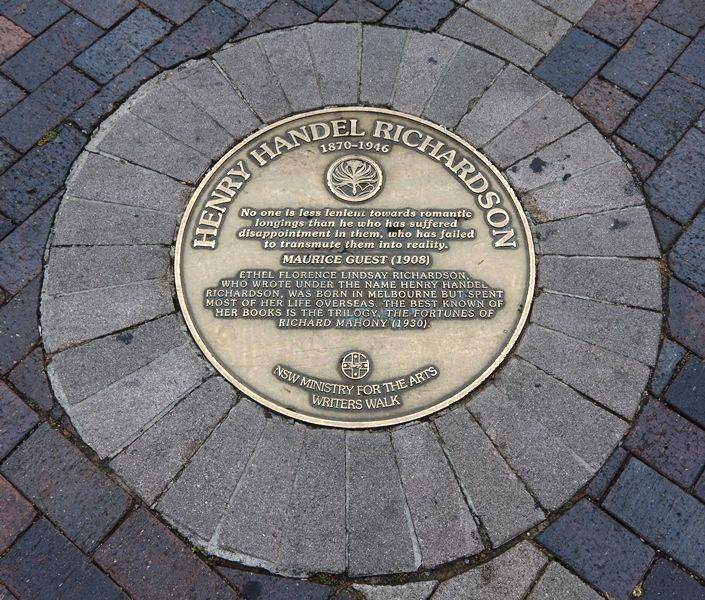 HENRY HANDEL RICHARDSON
1870-1946
No one is less lenient towards romantic
longings than he who has suffered
disappointment in them, who has failed
to transmute them into reality.
MAURICE GUEST (1908)
ETHEL FLORENCE LINDSAY RICHARDSON,
WHO WROTE UNDER THE NAME HENRY HANDEL
RICHARDSON, WAS BORN IN MELBOURNE BUT SPENT
MOST OF HER LIFE OVERSEAS. THE BEST KNOWN OF
HER BOOKS IS THE TRILOGY, THE FORTUNES OF
RICHARD MAHONY (1930).
NSW MINISTRY FOR THE ARTS
WRITERS WALK